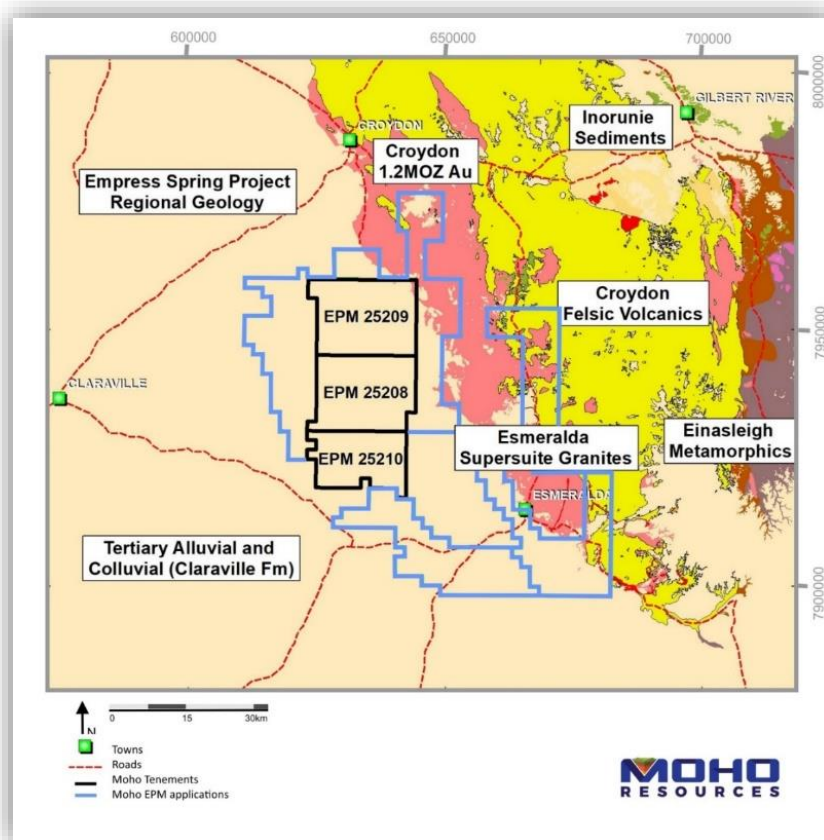 600000
650000
700000
8000000
GILBERT RIVER
CROYDON
Inorunie
Sediments
Croydon
1.2MOZ Au
Empress Spring Project
Regional Geology
EPM 25209
Croydon
Felsic Volcanics
7950000
EPM 25208
CLARAVILLE
EPM 25210
Esmeralda
Supersuite Granites
Einasleigh
Metamorphics
ESMERALDA
Tertiary Alluvial and
Colluvial (Claraville Fm)
7900000
N
0 15 30km
Towns
Roads
Moho Tenements
Moho EPM applications
MOHO
RESOURCES